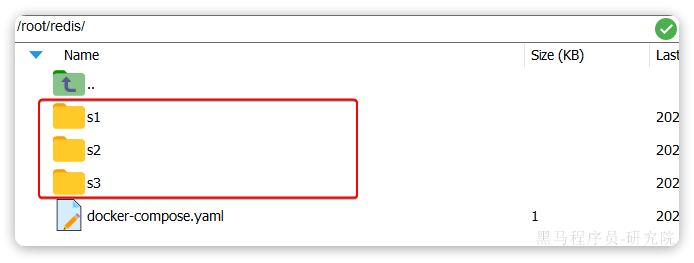 /root/redis/
Name Size (KB) Last
..
s1 202
s2 202
s3 202
docker-compose.yaml 1 202
黑马程序员-研究院